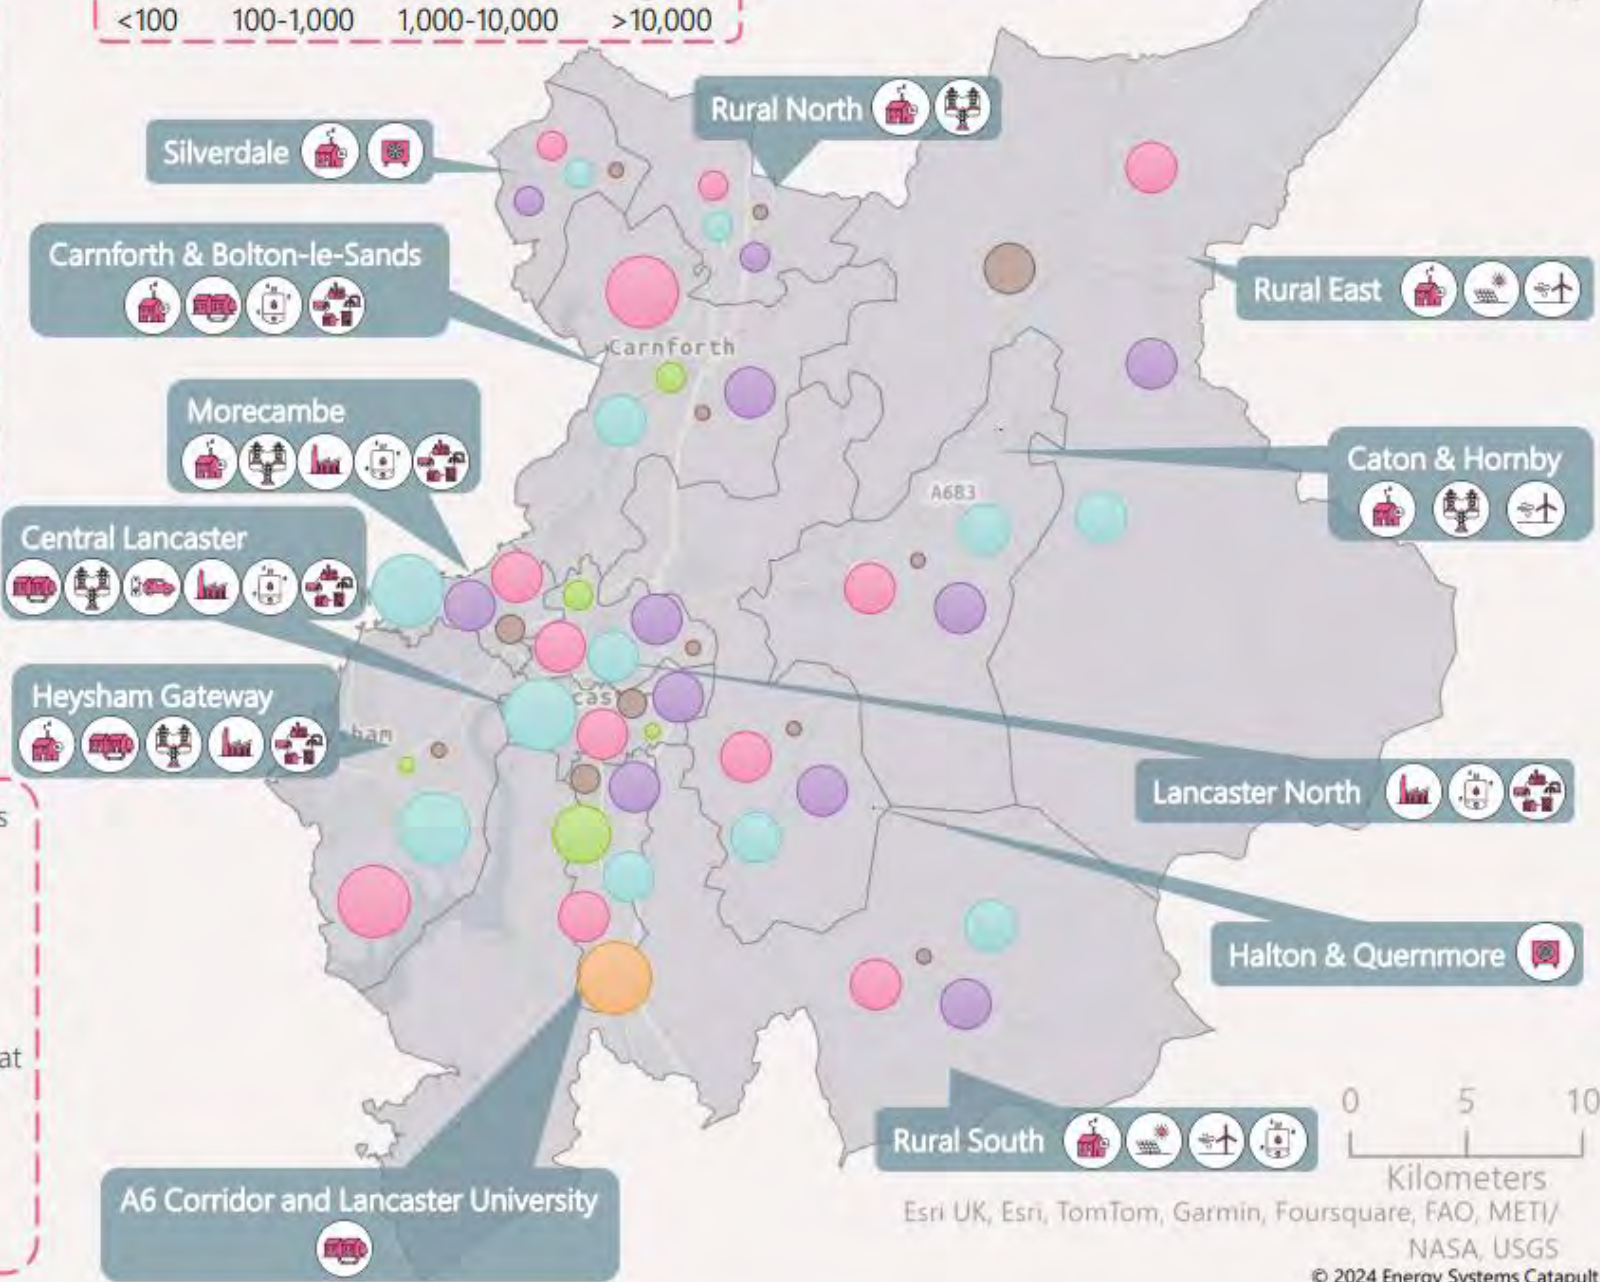 <100 100-1,000 1,000-10,000 >10,000
Rural North
Silverdale
Carnforth & Bolton-le-Sands
Rural East
Carnforth
Morecambe
Caton & Hornby
A683
Central Lancaster
Heysham Gateway
cas
ham
Lancaster North
s
Halton & Quernmore
at
0 5 10
Rural South
Kilometers
A6 Corridor and Lancaster University
Esri UK, Esri, TomTom, Garmin, Foursquare, FAO, METI/
NASA, USGS
© 2024 Energy Systems Catapult